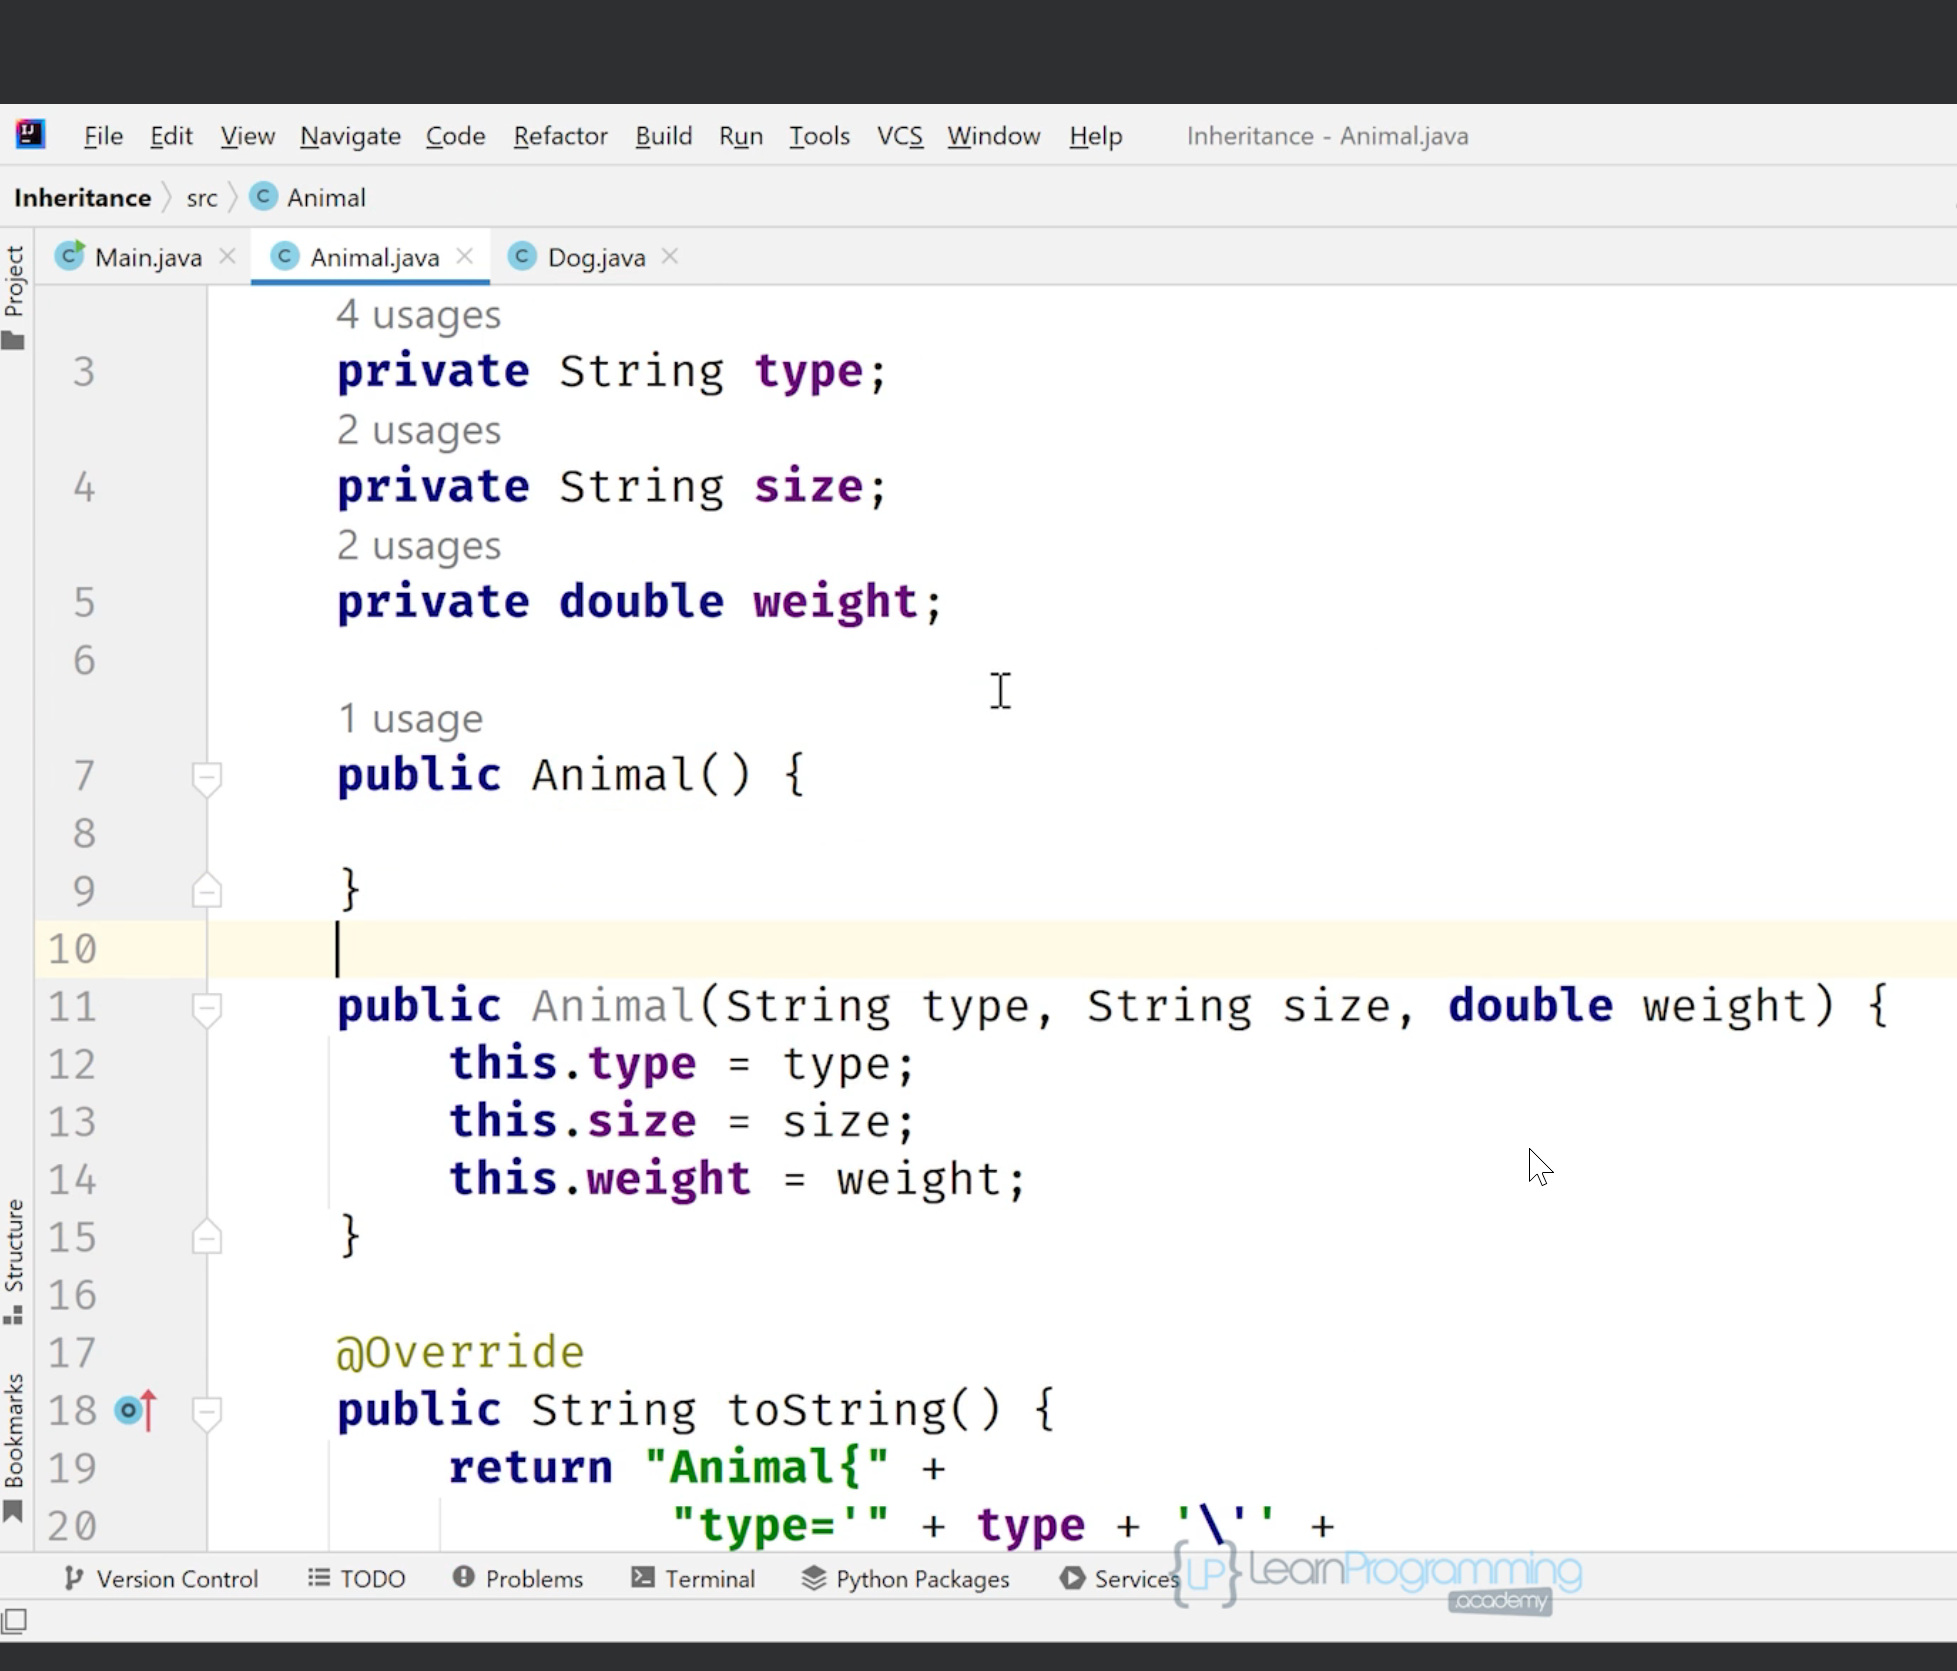 File Edit View Navigate Code Refactor Build Run Tools VCS Window Help Inheritance - Animal.java
Inheritance src Animal
Main.java Animal.java Dog.java
Project
4 usages
3 private String type;
2 usages
4 private String size;
2 usages
5 private double weight;
6
1 usage
7 public Animal() {
8
9 }
10
11 public Animal(String type, String size, double weight) {
12 this.type = type;
13 this.size = size;
14 this.weight = weight;
15 }
16
17 @Override
18 public String toString() {
19 return "Animal{" +
20 "type='" + type + '\'' +
Structure
Bookmarks
Version Control TODO Problems Terminal Python Packages Services
{LP} LearnProgramming
.academy